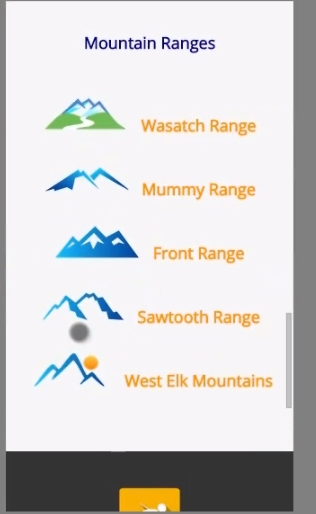 Mountain Ranges
Wasatch Range
Mummy Range
Front Range
Sawtooth Range
West Elk Mountains